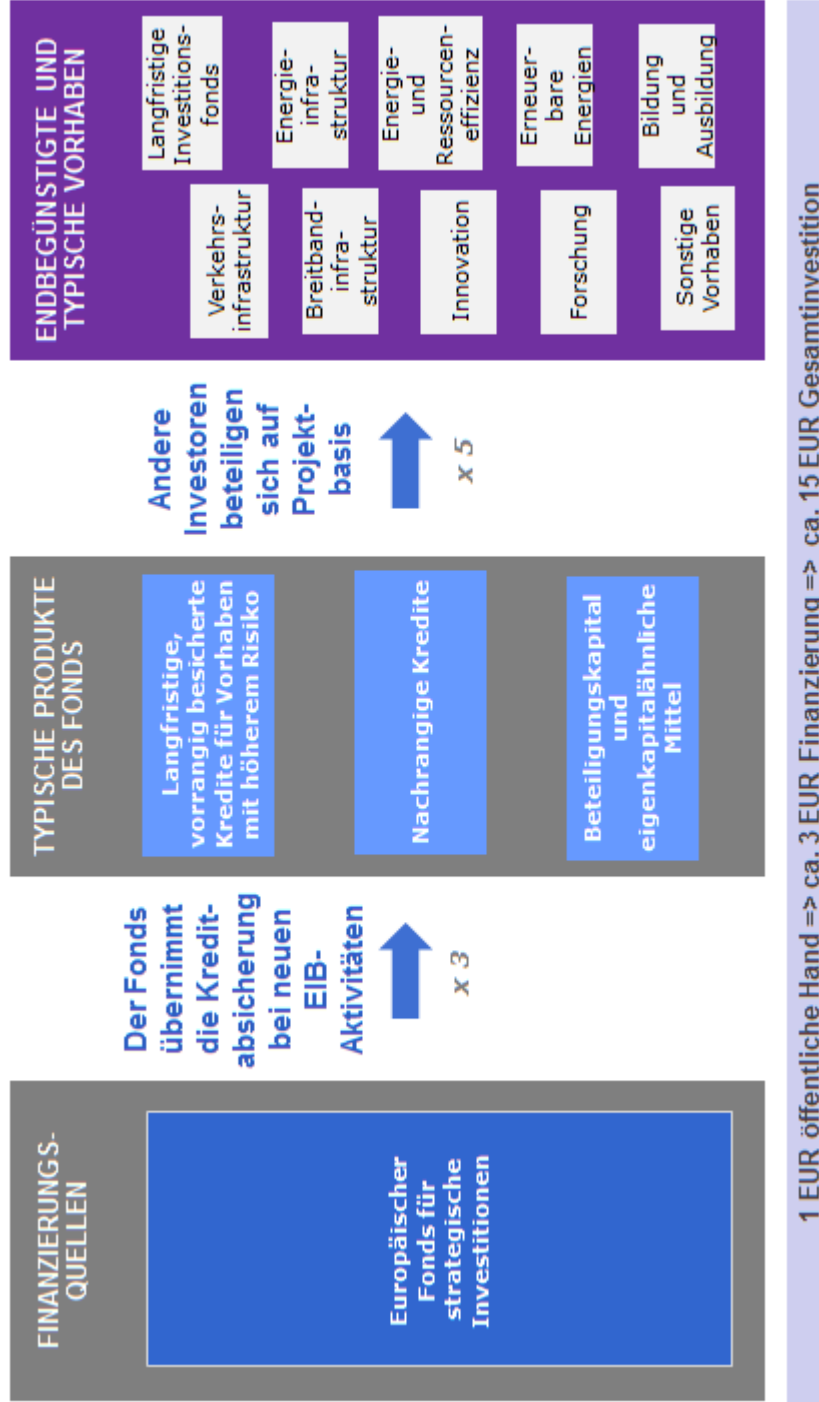 FINANZIERUNGS-
QUELLEN
Europäischer
Fonds für
strategische
Investitionen
Der Fonds
übernimmt
die Kredit-
absicherung
bei neuen
EIB-
Aktivitäten
x 3
TYPISCHE PRODUKTE
DES FONDS
Langfristige,
vorrangig besicherte
Kredite für Vorhaben
mit höherem Risiko
Nachrangige Kredite
Beteiligungskapital
und
eigenkapitalähnliche
Mittel
Andere
Investoren
beteiligen
sich auf
Projekt-
basis
x 5
ENDBEGÜNSTIGTE UND
TYPISCHE VORHABEN
Verkehrs-
infrastruktur
Langfristige
Investitions-
fonds
Breitband-
infra-
struktur
Energie-
infra-
struktur
Innovation
Energie-
und
Ressourcen-
effizienz
Forschung
Erneuer-
bare
Energien
Sonstige
Vorhaben
Bildung
und
Ausbildung
1 EUR öffentliche Hand => ca. 3 EUR Finanzierung => ca. 15 EUR Gesamtinvestition